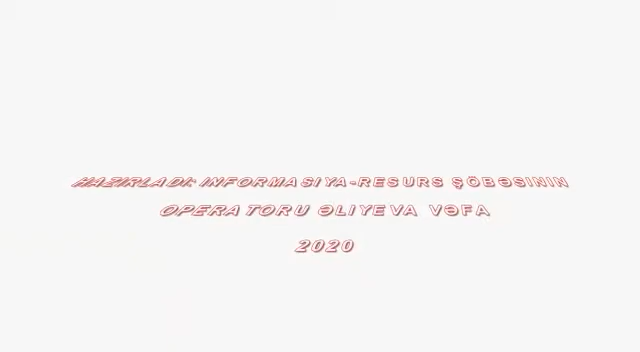 HAZIRLADI: INFORMASIYA-RESURS ŞÖBƏSININ
OPERATORU ƏLIYEVA VƏFA
2020